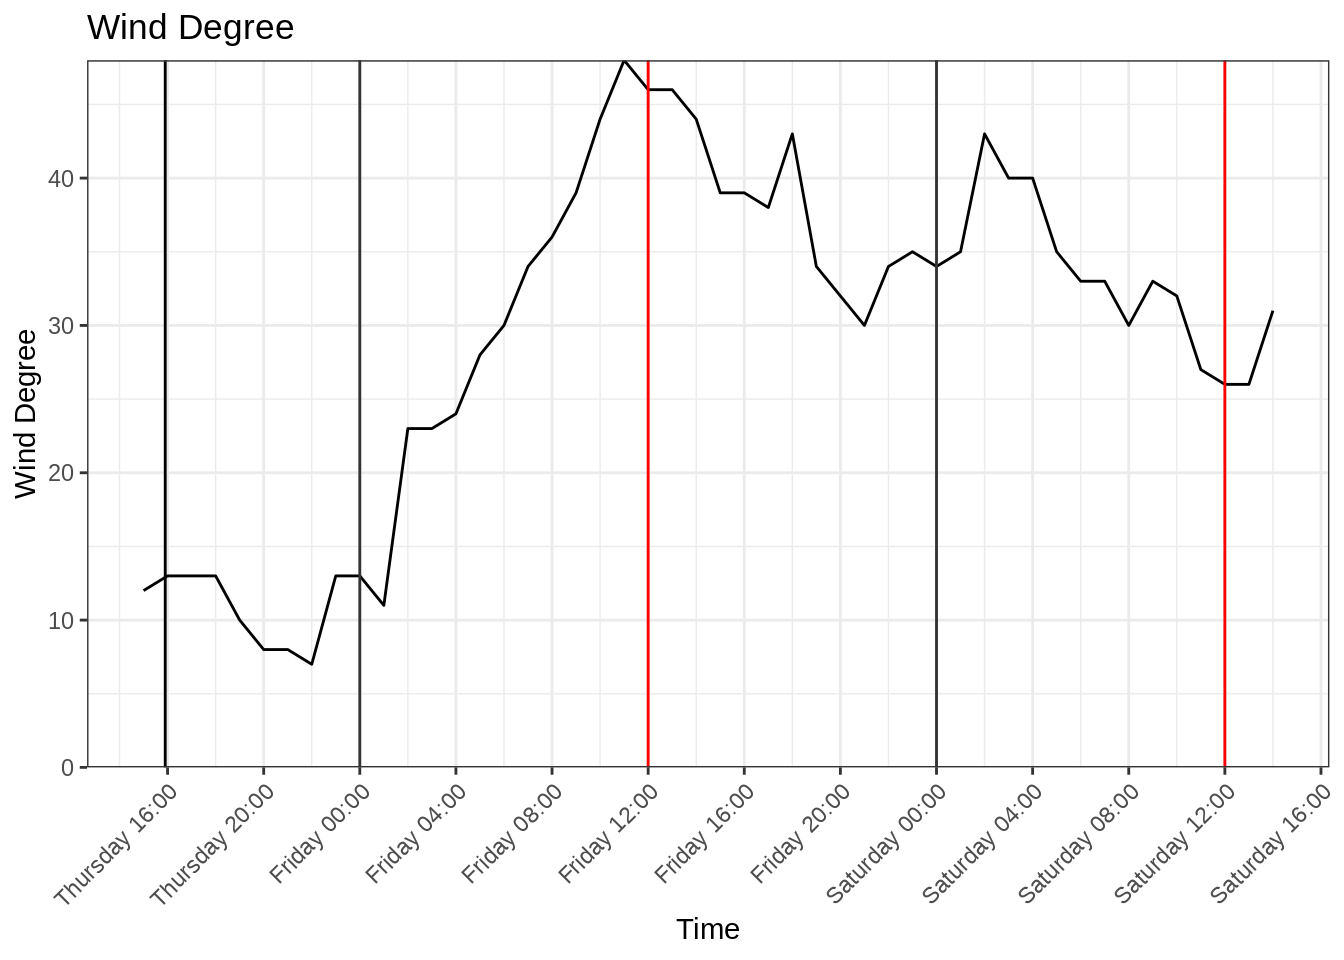 Wind Degree
Wind Degree
40
30
20
10
0
Thursday 16:00
Thursday 20:00
Friday 00:00
Friday 04:00
Friday 08:00
Friday 12:00
Friday 16:00
Friday 20:00
Saturday 00:00
Saturday 04:00
Saturday 08:00
Saturday 12:00
Saturday 16:00
Time